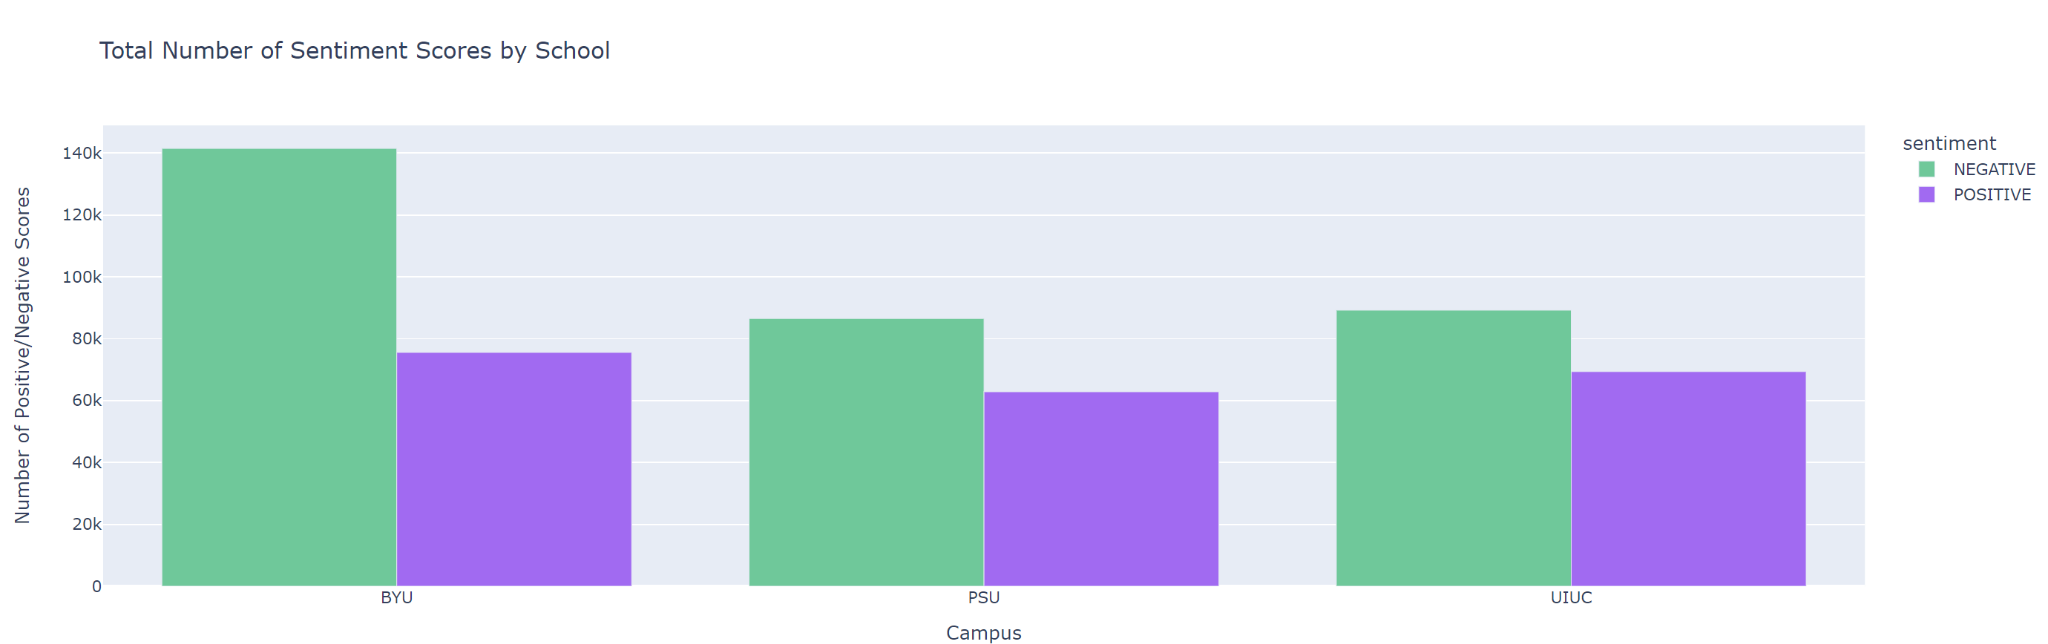 Total Number of Sentiment Scores by School
Number of Positive/Negative Scores
140k
120k
100k
80k
60k
40k
20k
0
BYU
PSU
UIUC
Campus
sentiment
NEGATIVE
POSITIVE